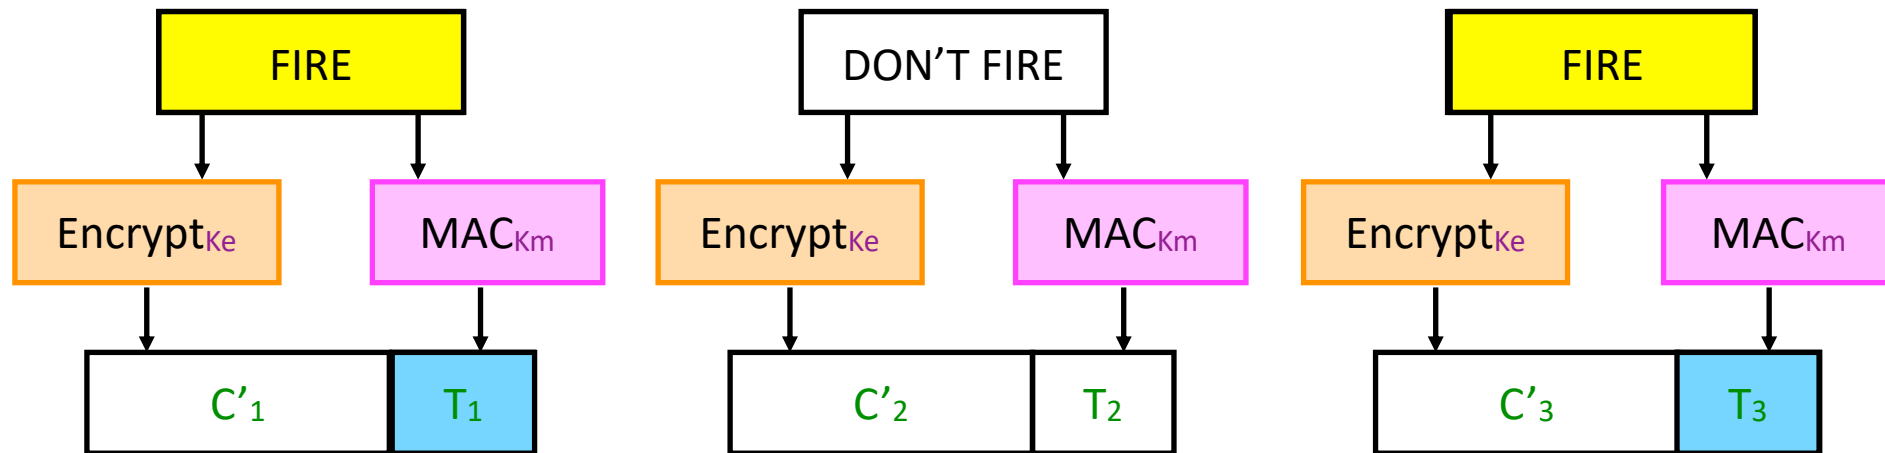 FIRE
DON’T FIRE
FIRE
EncryptKe
MACKm
EncryptKe
MACKm
EncryptKe
MACKm
C’1
T1
C’2
T2
C’3
T3